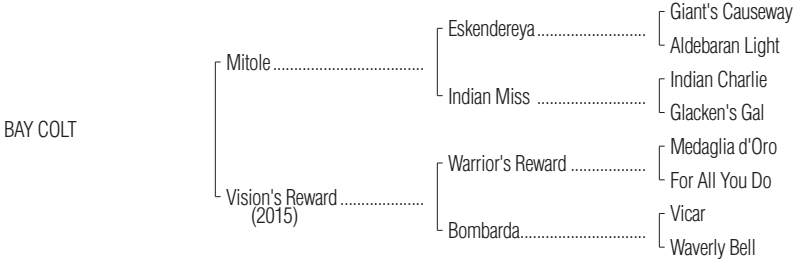 Giant's Causeway
Eskendereya
Aldebaran Light
Mitole
Indian Charlie
Indian Miss
Glacken's Gal
BAY COLT
Medaglia d'Oro
Warrior's Reward
For All You Do
Vision's Reward
(2015)
Vicar
Bombarda
Waverly Bell